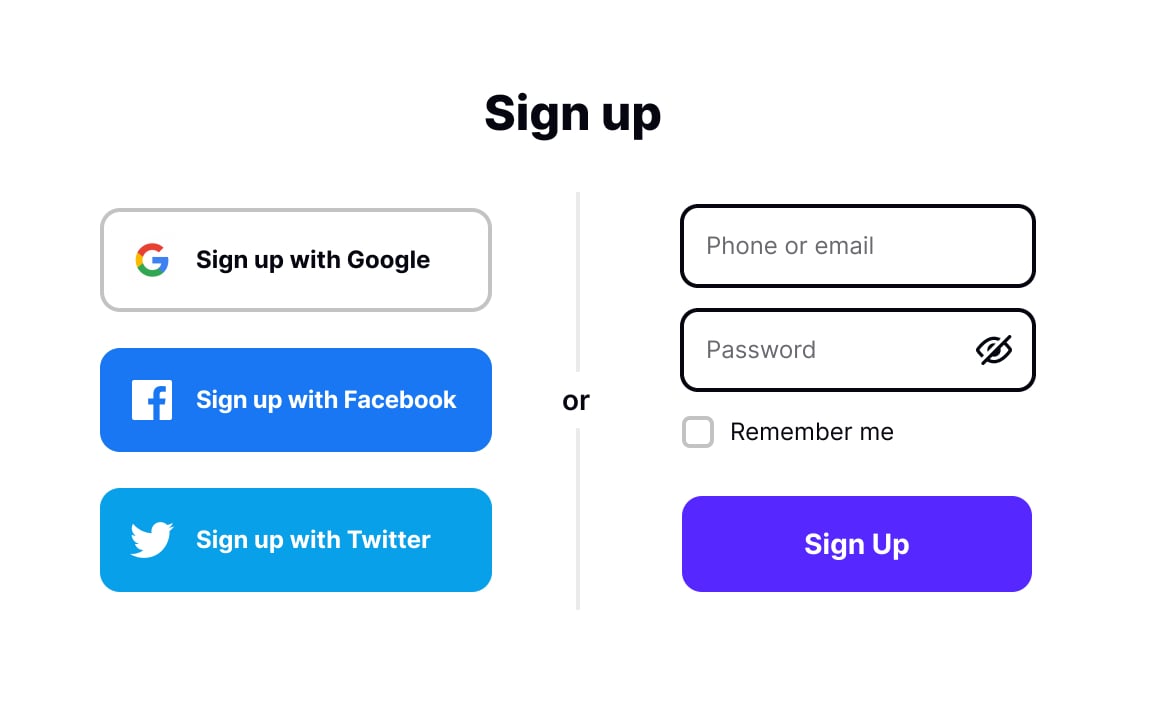 Sign up
Sign up with Google
Sign up with Facebook
Sign up with Twitter
or
Phone or email
Password
Remember me
Sign Up